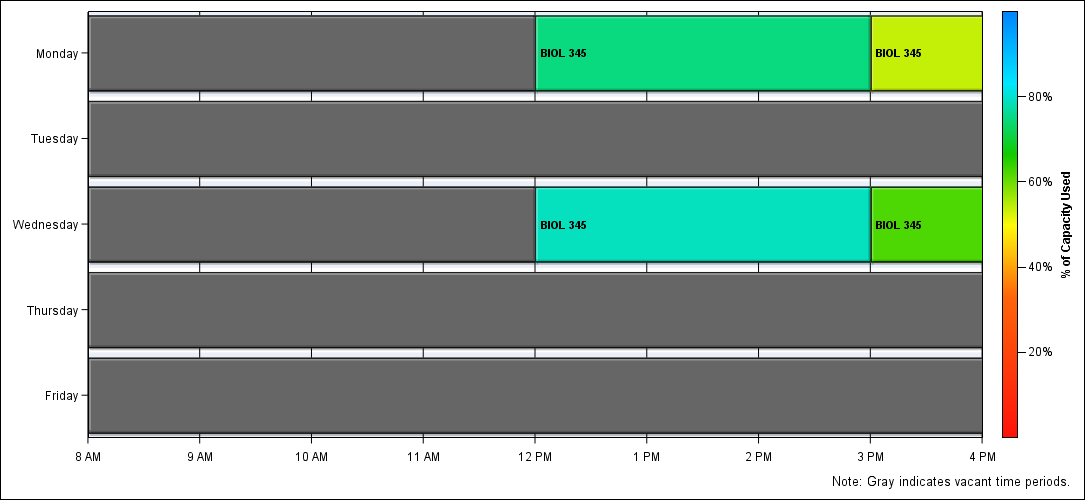 Monday
BIOL 345
BIOL 345
Tuesday
Wednesday
BIOL 345
BIOL 345
Thursday
Friday
8 AM 9 AM 10 AM 11 AM 12 PM 1 PM 2 PM 3 PM 4 PM
80%
60%
40%
20%
% of Capacity Used
Note: Gray indicates vacant time periods.